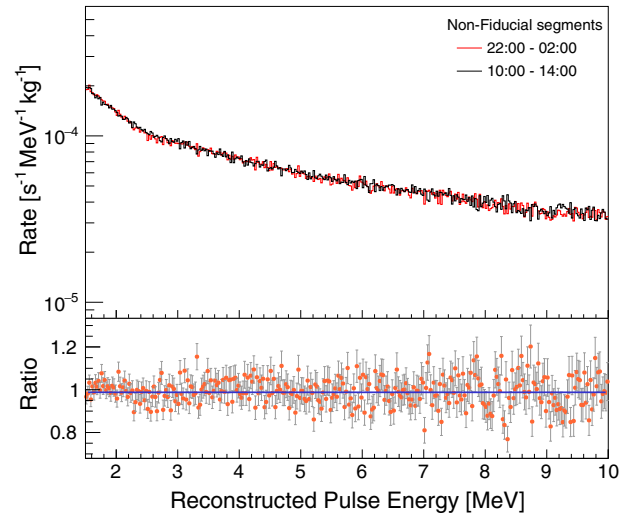 Non-Fiducial segments
22:00 - 02:00
10:00 - 14:00
Rate [s⁻¹ MeV⁻¹ kg⁻¹]
10⁻⁴
10⁻⁵
Ratio
1.2
1
0.8
2 3 4 5 6 7 8 9 10
Reconstructed Pulse Energy [MeV]